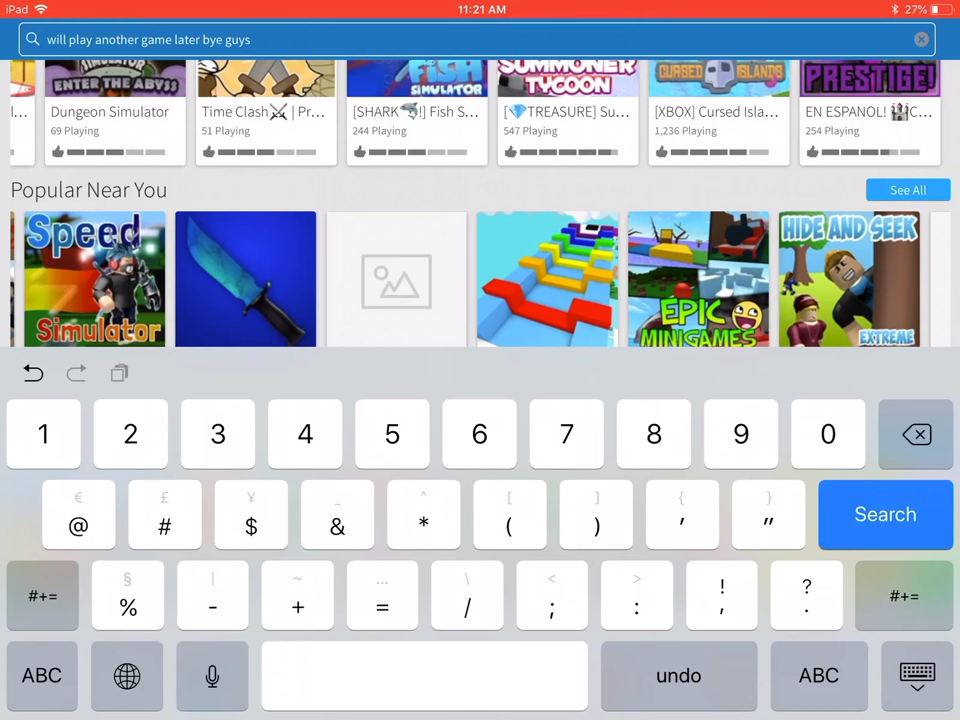 iPad 11:21 AM 27%
will play another game later bye guys
SIMULATOR ENTER THE ABYSS FISH SIMULATOR SUMMONER TYCOON CURSED ISLANDS PRESTIGE!
... Dungeon Simulator Time Clash⚔️ | Pr... [SHARK🦈!] Fish S... [💎TREASURE] Su... [XBOX] Cursed Isla... EN ESPANOL! 🏰C...
69 Playing 51 Playing 244 Playing 547 Playing 1,236 Playing 254 Playing
Popular Near You See All
Speed Simulator
EPIC MINIGAMES
HIDE AND SEEK EXTREME
1 2 3 4 5 6 7 8 9 0
€ £ ¥ _ ^ [ ] { }
@ # $ & * ( ) ' " Search
§ | ~ … \ < > ! ?
#+= % - + = / ; : , . #+=
ABC undo ABC